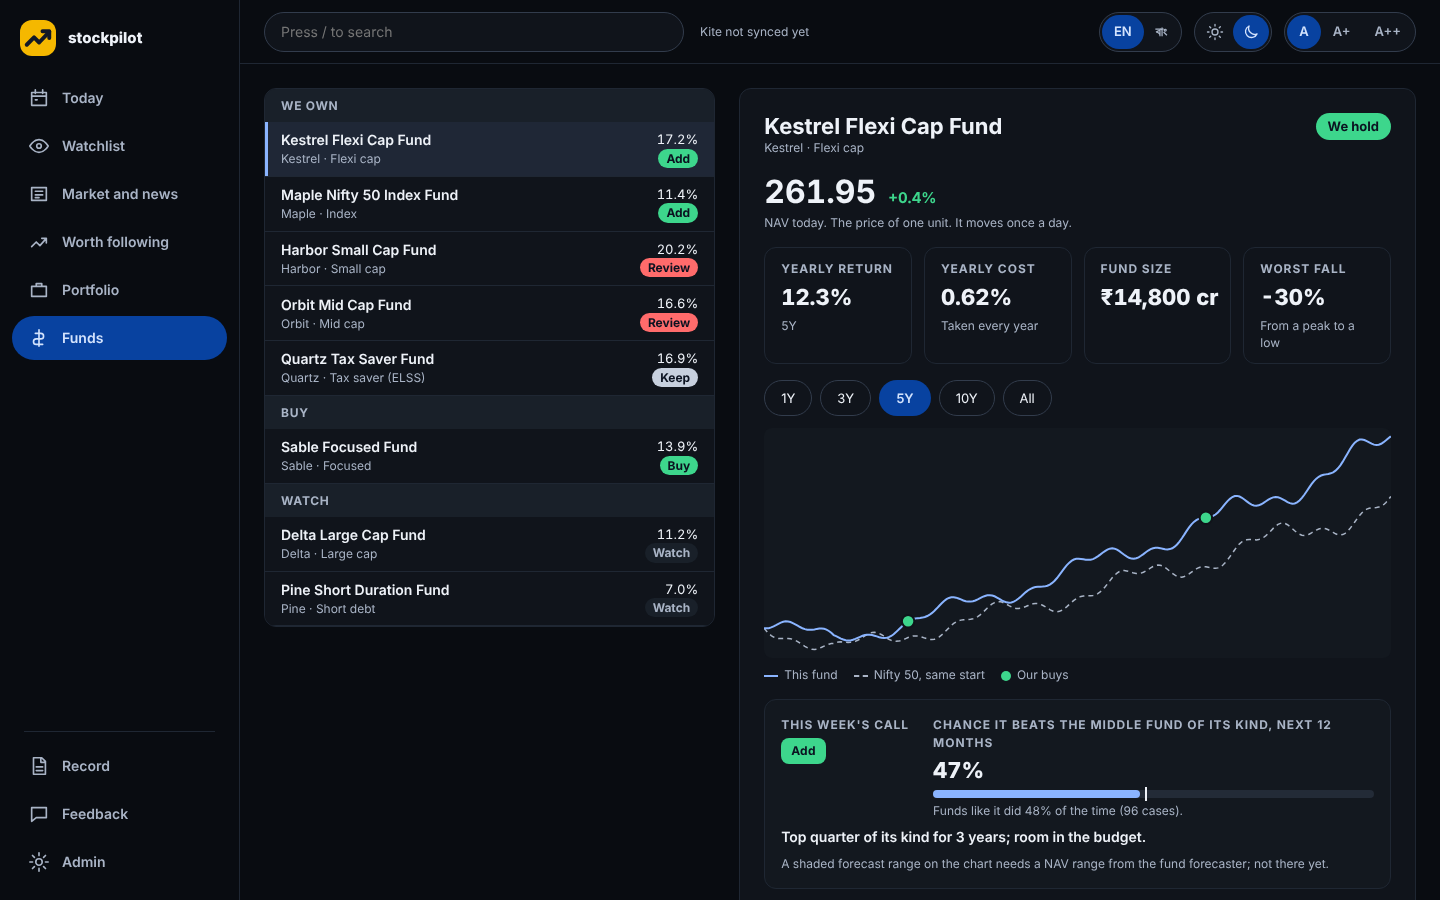 stockpilot
Press / to search
Kite not synced yet
EN
বাং
A
A+
A++
Today
Watchlist
Market and news
Worth following
Portfolio
Funds
Record
Feedback
Admin
WE OWN
Kestrel Flexi Cap Fund
17.2%
Kestrel · Flexi cap
Add
Maple Nifty 50 Index Fund
11.4%
Maple · Index
Add
Harbor Small Cap Fund
20.2%
Harbor · Small cap
Review
Orbit Mid Cap Fund
16.6%
Orbit · Mid cap
Review
Quartz Tax Saver Fund
16.9%
Quartz · Tax saver (ELSS)
Keep
BUY
Sable Focused Fund
13.9%
Sable · Focused
Buy
WATCH
Delta Large Cap Fund
11.2%
Delta · Large cap
Watch
Pine Short Duration Fund
7.0%
Pine · Short debt
Watch
Kestrel Flexi Cap Fund
We hold
Kestrel · Flexi cap
261.95 +0.4%
NAV today. The price of one unit. It moves once a day.
YEARLY RETURN
12.3%
5Y
YEARLY COST
0.62%
Taken every year
FUND SIZE
₹14,800 cr
WORST FALL
-30%
From a peak to a
low
1Y
3Y
5Y
10Y
All
This fund
Nifty 50, same start
Our buys
THIS WEEK'S CALL
Add
CHANCE IT BEATS THE MIDDLE FUND OF ITS KIND, NEXT 12
MONTHS
47%
Funds like it did 48% of the time (96 cases).
Top quarter of its kind for 3 years; room in the budget.
A shaded forecast range on the chart needs a NAV range from the fund forecaster; not there yet.